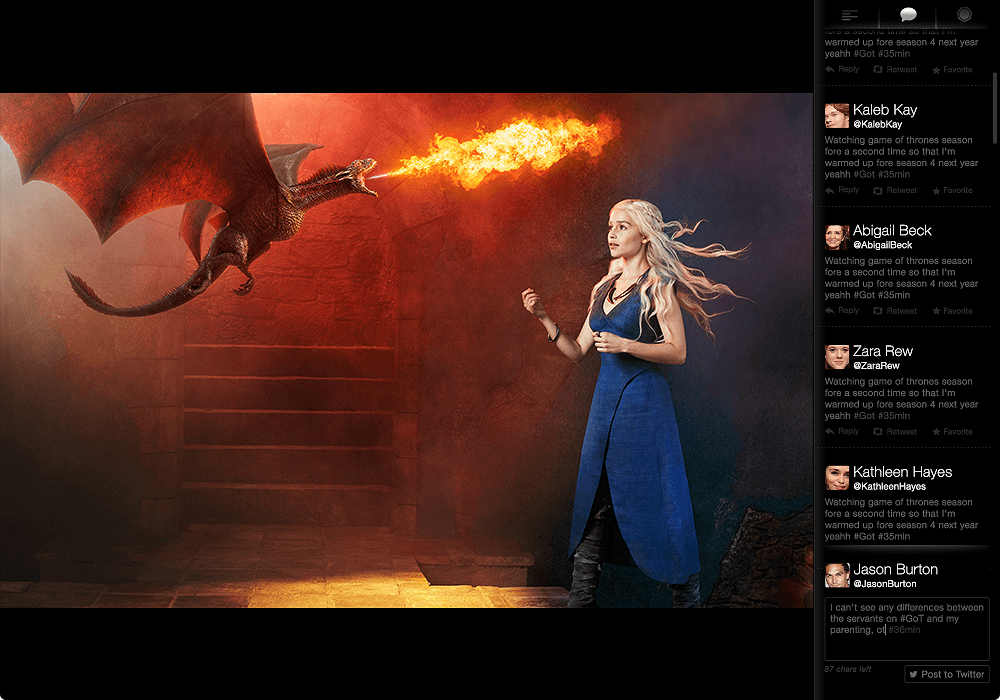 fore a second time so that I'm
warmed up fore season 4 next year
yeahh #Got #35min
Reply Retweet Favorite
Kaleb Kay
@KalebKay
Watching game of thrones season
fore a second time so that I'm
warmed up fore season 4 next year
yeahh #Got #35min
Reply Retweet Favorite
Abigail Beck
@AbigailBeck
Watching game of thrones season
fore a second time so that I'm
warmed up fore season 4 next year
yeahh #Got #35min
Reply Retweet Favorite
Zara Rew
@ZaraRew
Watching game of thrones season
fore a second time so that I'm
warmed up fore season 4 next year
yeahh #Got #35min
Reply Retweet Favorite
Kathleen Hayes
@KathleenHayes
Watching game of thrones season
fore a second time so that I'm
warmed up fore season 4 next year
yeahh #Got #35min
Jason Burton
@JasonBurton
I can't see any differences between
the servants on #GoT and my
parenting, ot #36min
87 chars left
Post to Twitter